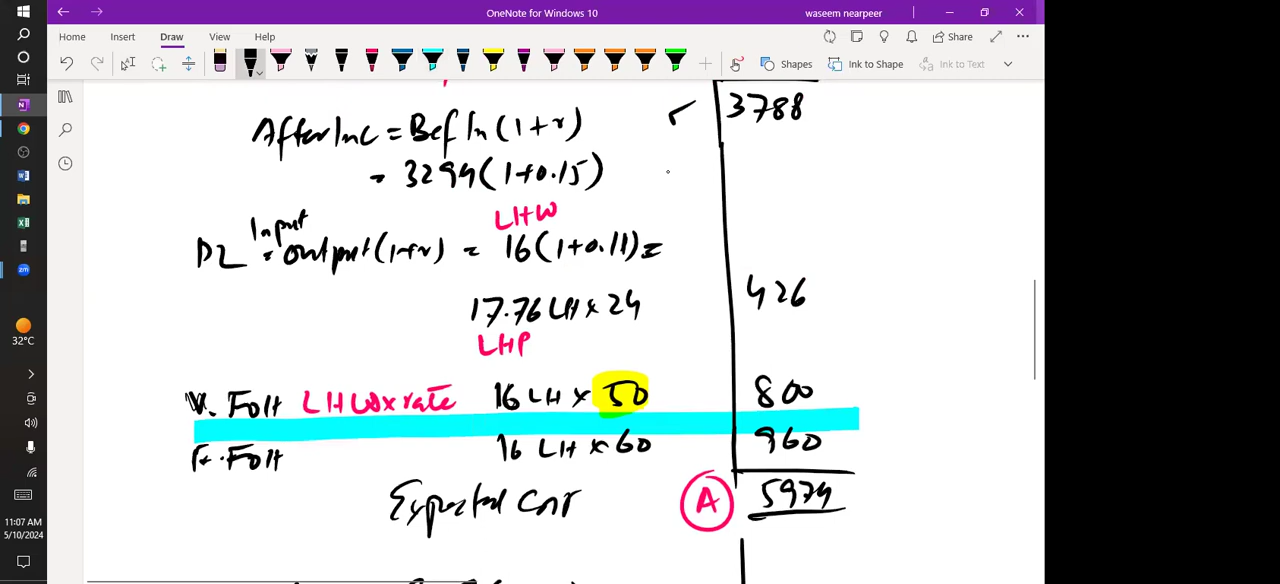 OneNote for Windows 10
waseem nearpeer
Home Insert Draw View Help
Share
Shapes Ink to Shape Ink to Text
3788
After Inc = Bef In (1+r)
= 3294(1+0.15)
LHW
DL Input = output(1+r) = 16(1+0.11)=
17.76 LH × 24 426
LHP
V. FOH LHW × rate 16 LH × 50 800
F. FOH 16 LH × 60 960
Expected Cost A 5974
32°C
11:07 AM
5/10/2024